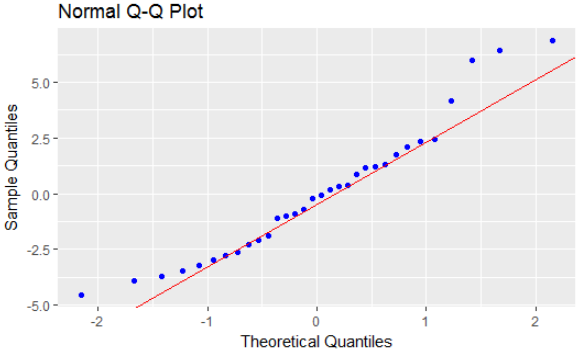 Normal Q-Q Plot
5.0
2.5
0.0
-2.5
-5.0
Sample Quantiles
-2 -1 0 1 2
Theoretical Quantiles